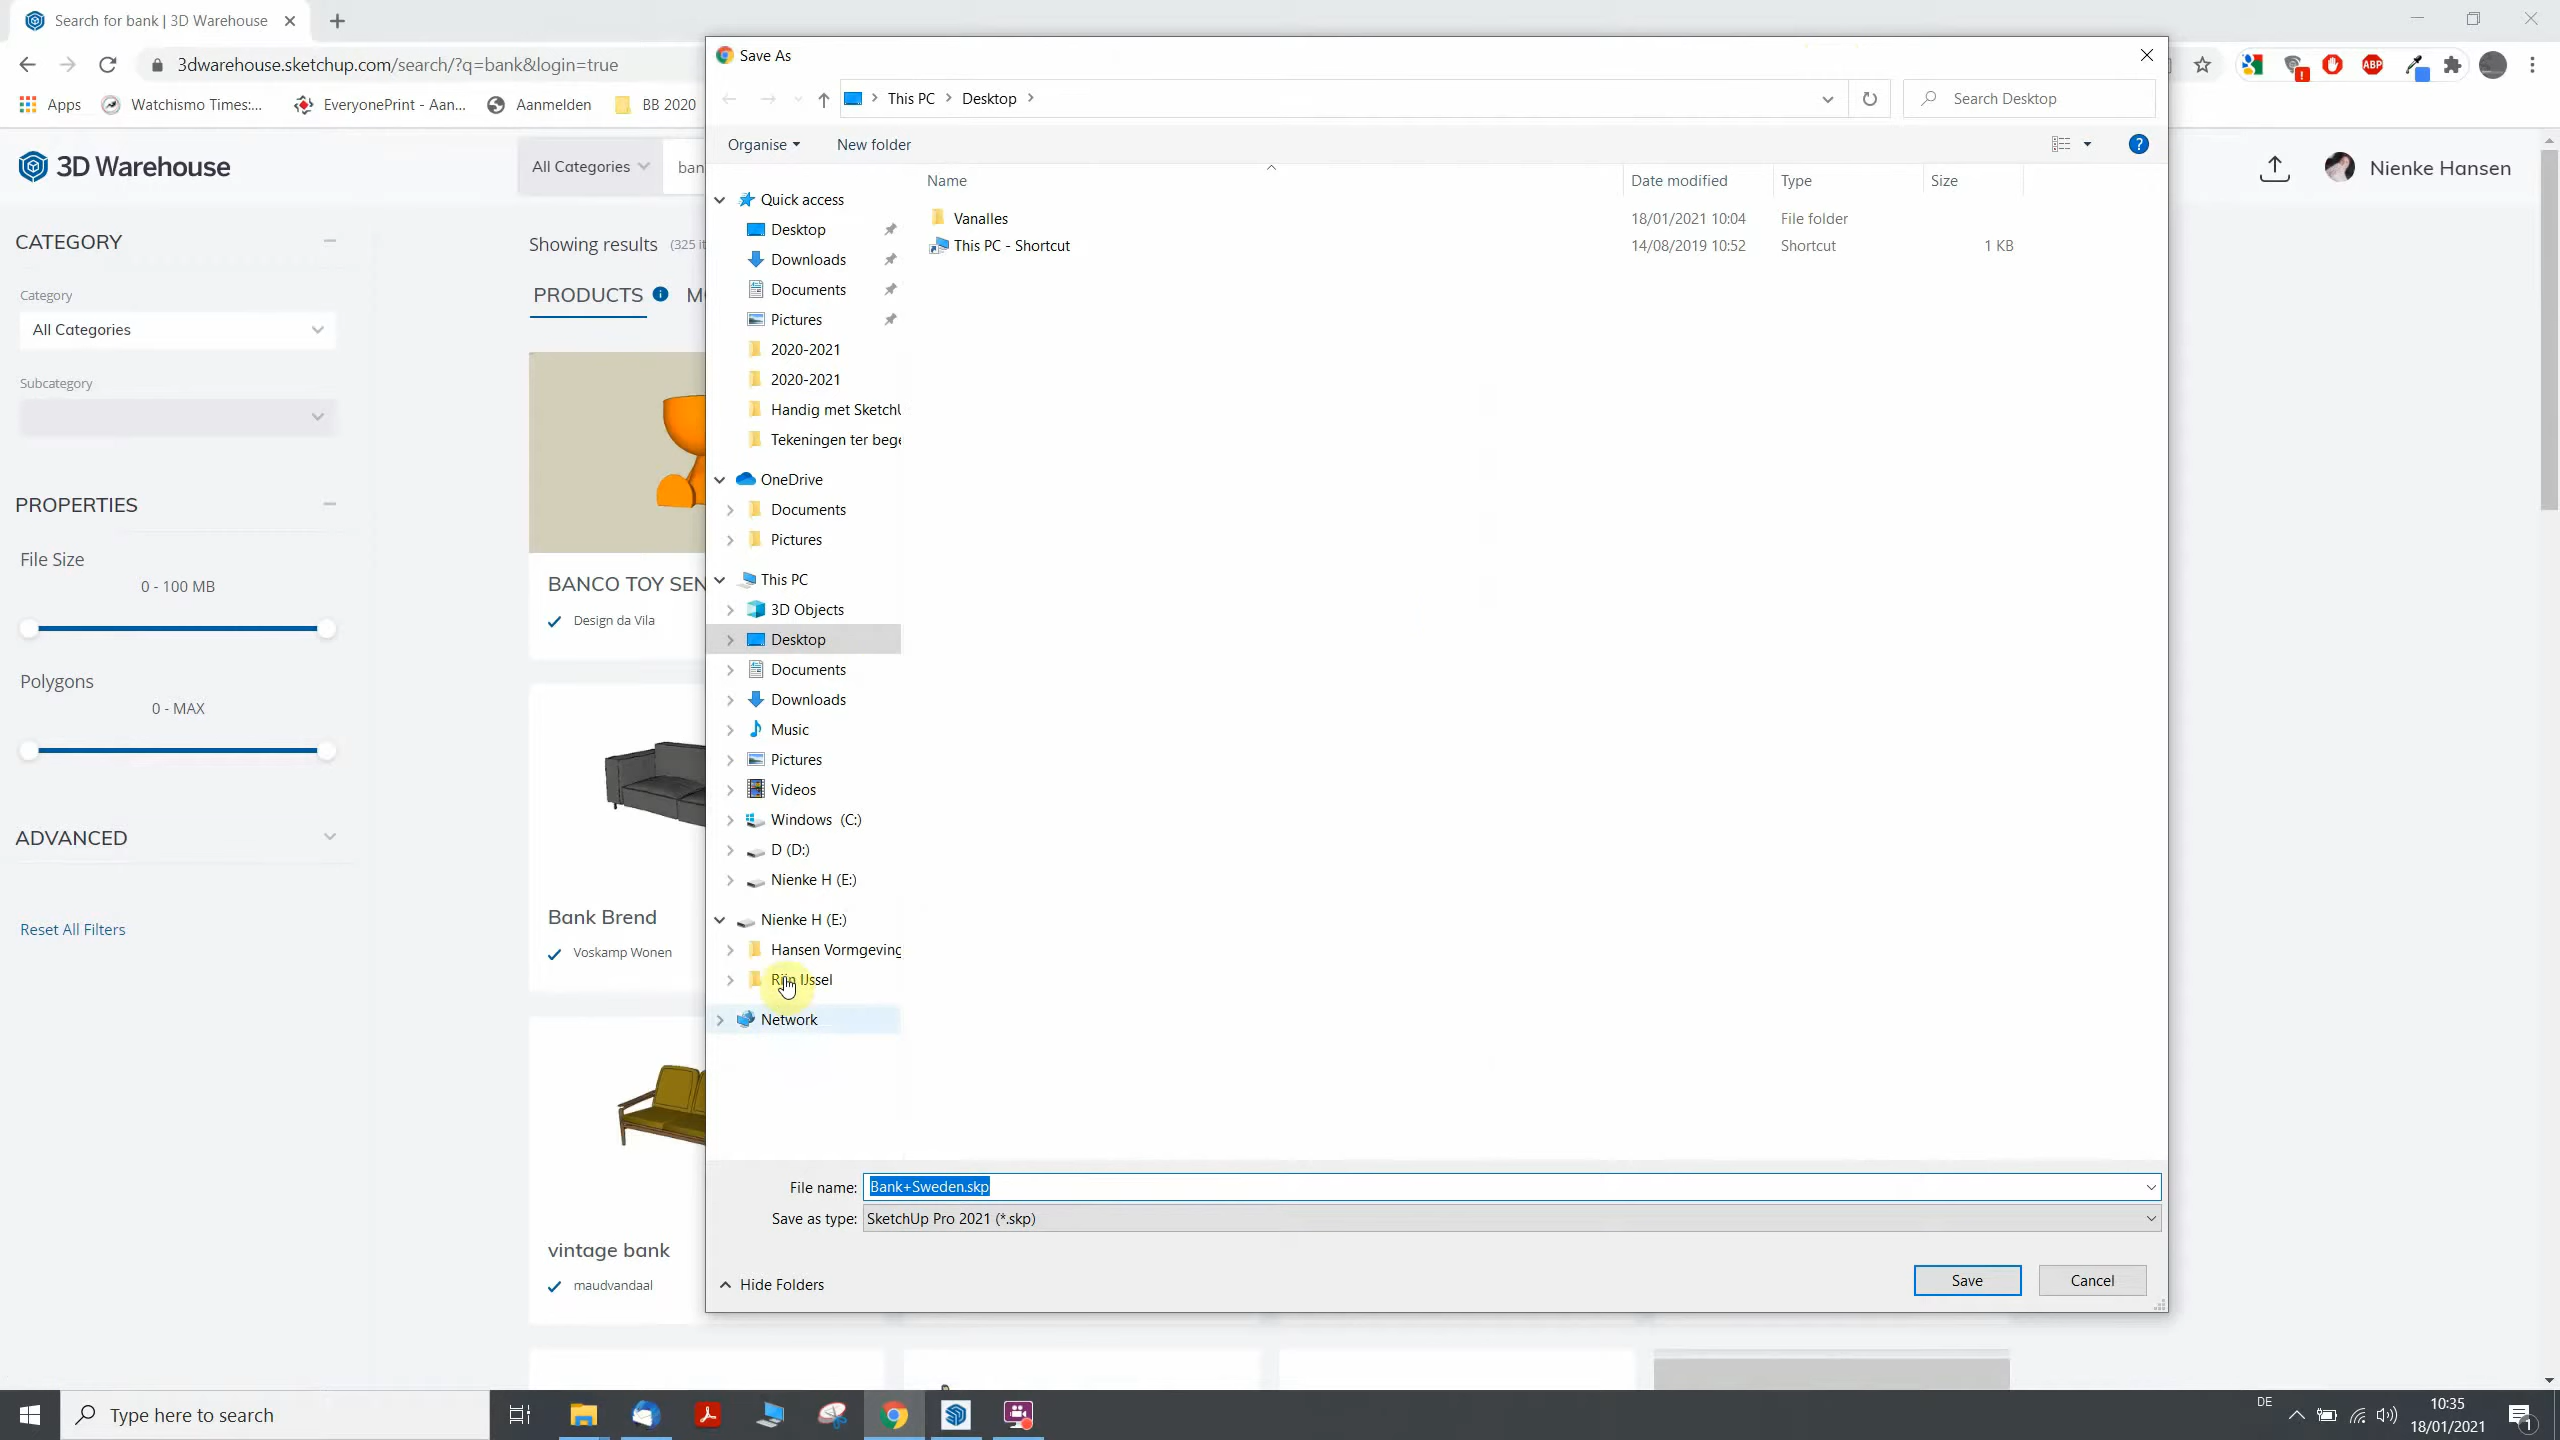 Search for bank | 3D Warehouse
3dwarehouse.sketchup.com/search/?q=bank&login=true
Apps
Watchismo Times:...
EveryonePrint - Aan...
Aanmelden
BB 2020
ABP
3D Warehouse
All Categories
ban
Nienke Hansen
CATEGORY
Category
All Categories
Subcategory
PROPERTIES
File Size
0 - 100 MB
Polygons
0 - MAX
ADVANCED
Reset All Filters
Showing results (325 it
PRODUCTS
BANCO TOY SEN
Design da Vila
Bank Brend
Voskamp Wonen
vintage bank
maudvandaal
Save As
This PC
Desktop
Search Desktop
Organise
New folder
Name
Date modified
Type
Size
Vanalles
18/01/2021 10:04
File folder
This PC - Shortcut
14/08/2019 10:52
Shortcut
1 KB
Quick access
Desktop
Downloads
Documents
Pictures
2020-2021
2020-2021
Handig met Sketchl
Tekeningen ter bege
OneDrive
Documents
Pictures
This PC
3D Objects
Desktop
Documents
Downloads
Music
Pictures
Videos
Windows (C:)
D (D:)
Nienke H (E:)
Nienke H (E:)
Hansen Vormgeving
Rijn IJssel
Network
File name:
Bank+Sweden.skp
Save as type:
SketchUp Pro 2021 (*.skp)
Hide Folders
Save
Cancel
Type here to search
DE
10:35
18/01/2021
1